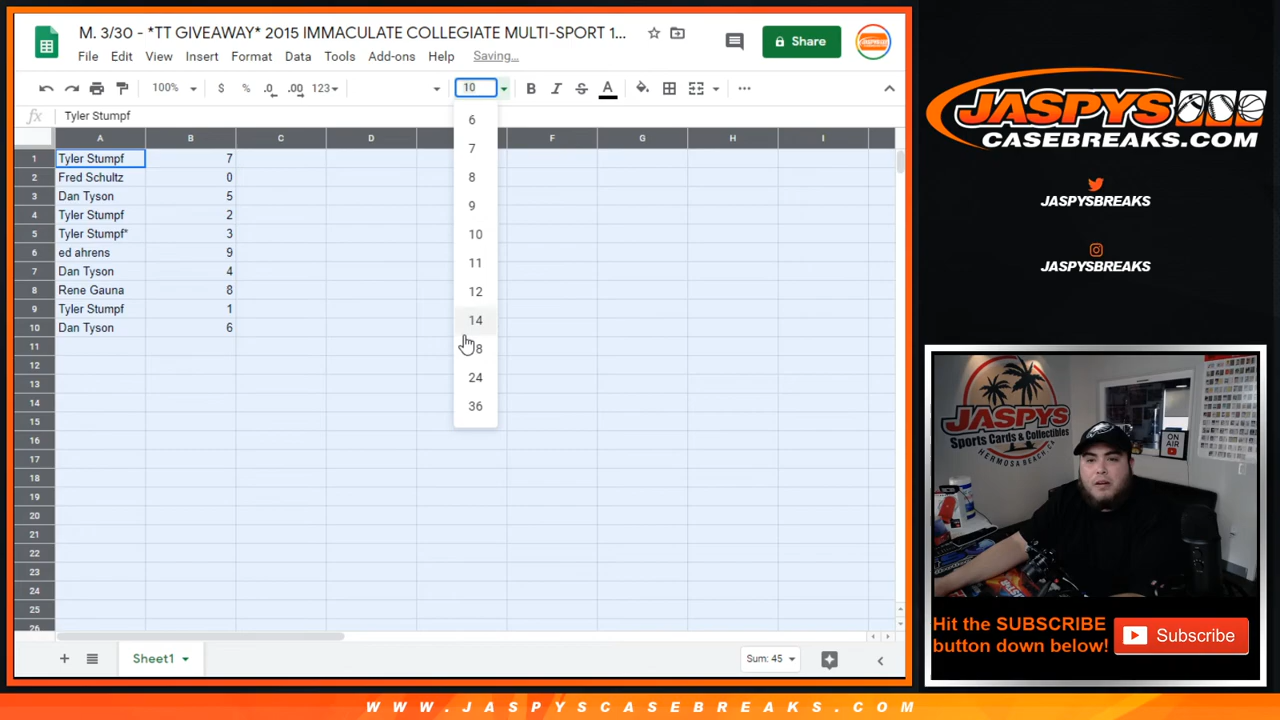 M. 3/30 - *TT GIVEAWAY* 2015 IMMACULATE COLLEGIATE MULTI-SPORT 1...
Share
File Edit View Insert Format Data Tools Add-ons Help Saving...
100% $ % .0 .00 123 10 B I S A
fx Tyler Stumpf
A B C D F G H I
1 Tyler Stumpf 7
2 Fred Schultz 0
3 Dan Tyson 5
4 Tyler Stumpf 2
5 Tyler Stumpf* 3
6 ed ahrens 9
7 Dan Tyson 4
8 Rene Gauna 8
9 Tyler Stumpf 1
10 Dan Tyson 6
11
12
13
14
15
16
17
18
19
20
21
22
23
24
25
26
6
7
8
9
10
11
12
14
8
24
36
Sheet1
Sum: 45
JASPYS
CASEBREAKS.COM
JASPYSBREAKS
JASPYSBREAKS
JASPYS
Sports Cards & Collectibles
HERMOSA BEACH, CA
ON
AIR
Hit the SUBSCRIBE
button down below!
Subscribe
WWW.JASPYSCASEBREAKS.COM